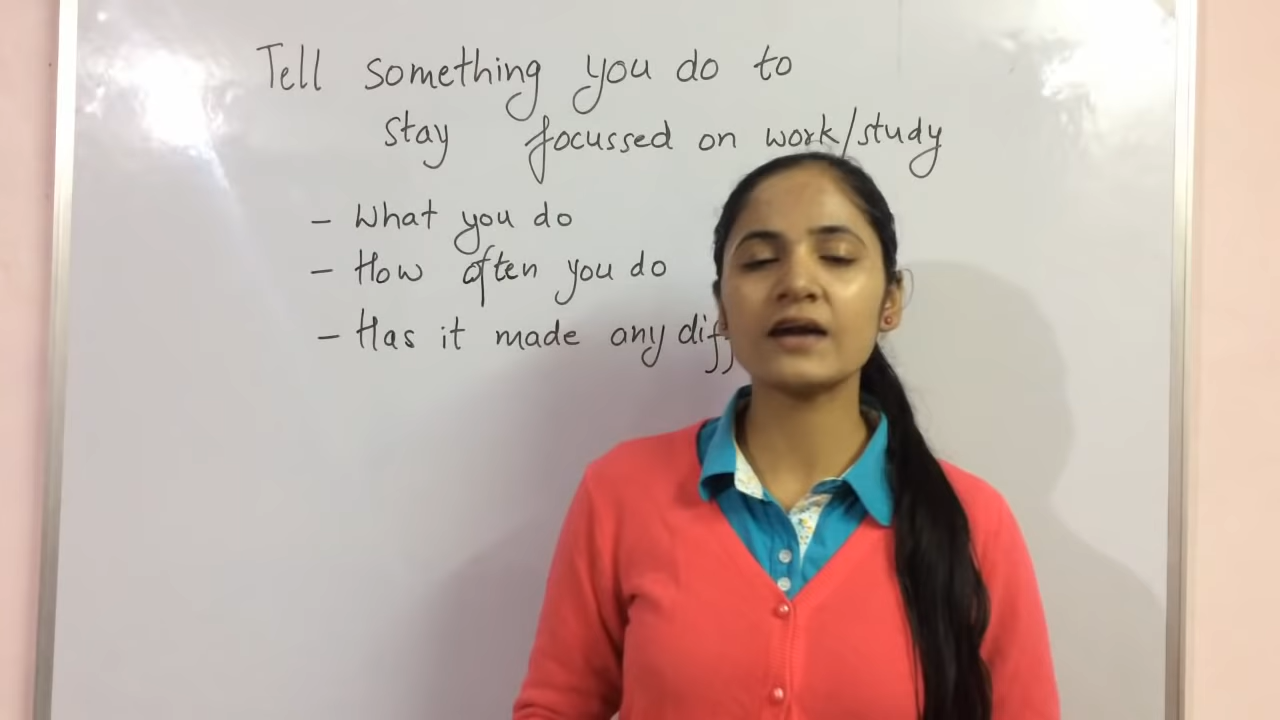 Tell something you do to
stay focussed on work/study
- What you do
- How often you do
- Has it made any